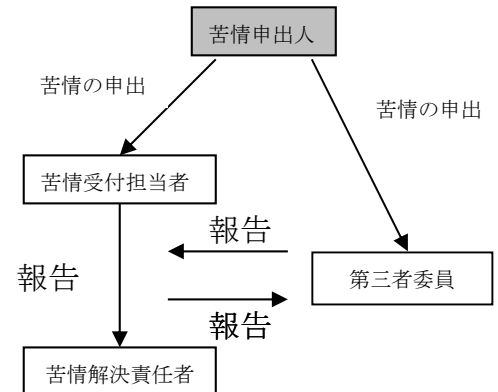 苦情申出人
苦情の申出
苦情の申出
苦情受付担当者
報告
報告
第三者委員
報告
苦情解決責任者